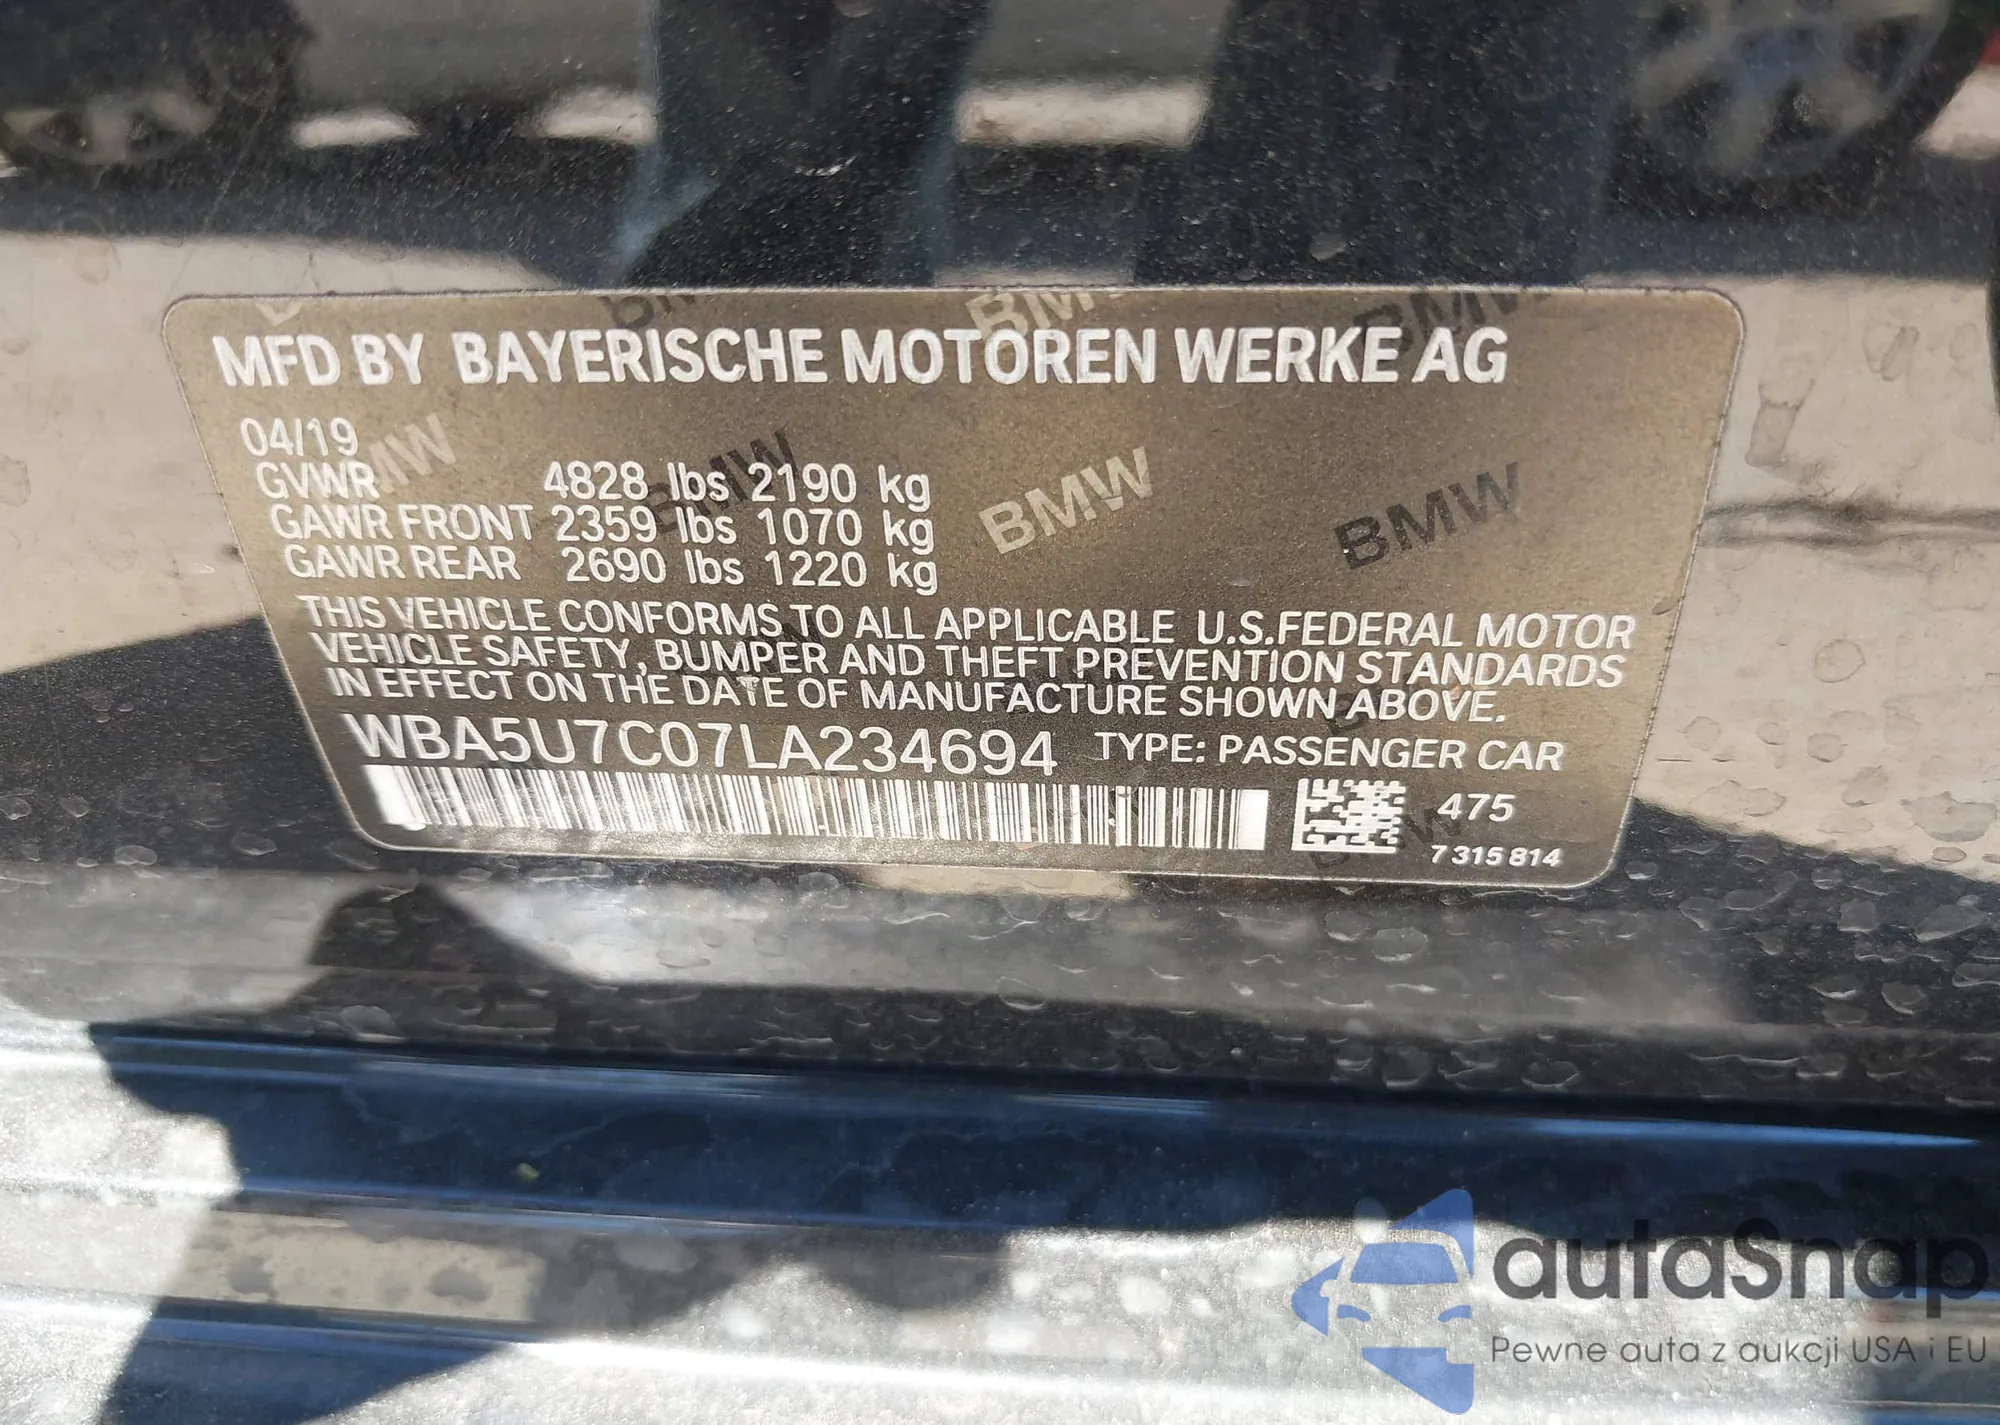 MFD BY BAYERISCHE MOTOREN WERKE AG
04/19
GVWR 4828 lbs 2190 kg
GAWR FRONT 2359 lbs 1070 kg
GAWR REAR 2690 lbs 1220 kg
THIS VEHICLE CONFORMS TO ALL APPLICABLE U.S.FEDERAL MOTOR
VEHICLE SAFETY, BUMPER AND THEFT PREVENTION STANDARDS
IN EFFECT ON THE DATE OF MANUFACTURE SHOWN ABOVE.
WBA5U7C07LA234694 TYPE: PASSENGER CAR
475
7 315 814
BMW
BMW
BMW
BMW
BMW
BMW
BMW
autaSnap
Pewne auta z aukcji USA i EU